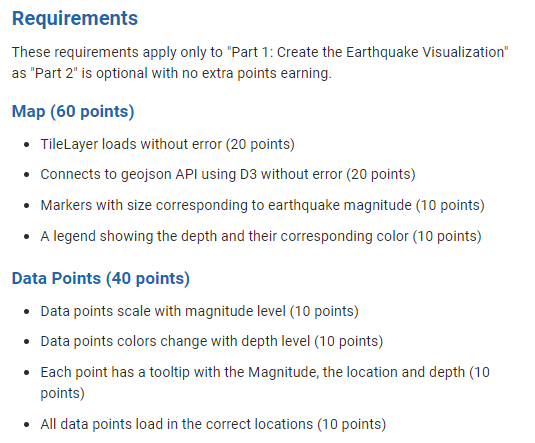 Requirements
These requirements apply only to "Part 1: Create the Earthquake Visualization"
as "Part 2" is optional with no extra points earning.
Map (60 points)
• TileLayer loads without error (20 points)
• Connects to geojson API using D3 without error (20 points)
• Markers with size corresponding to earthquake magnitude (10 points)
• A legend showing the depth and their corresponding color (10 points)
Data Points (40 points)
• Data points scale with magnitude level (10 points)
• Data points colors change with depth level (10 points)
• Each point has a tooltip with the Magnitude, the location and depth (10
points)
• All data points load in the correct locations (10 points)